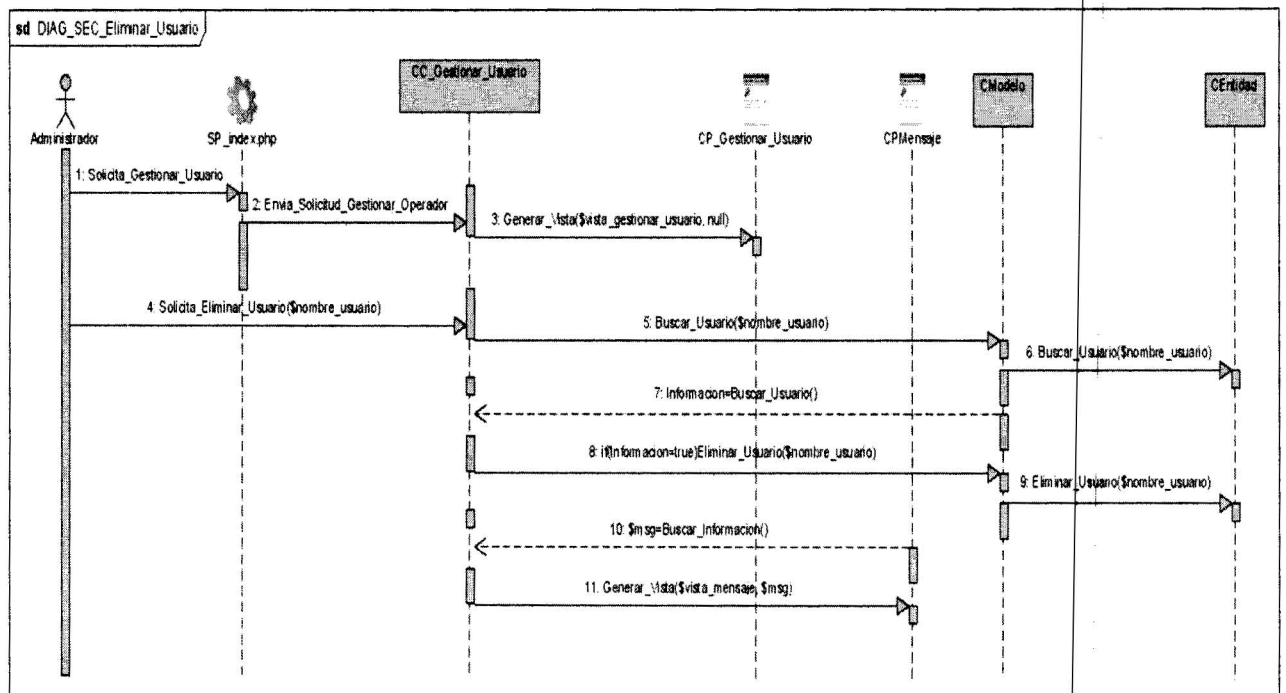 sd DIAG_SEC_Eliminar_Usuario
Administrador
SP_index.php
CC_Gestionar_Usuario
CP_Gestionar_Usuario
CPMensaje
CModelo
CEntidad
1: Solicita_Gestionar_Usuario
2: Envia_Solicitud_Gestionar_Operador
3: Generar_Vista($vista_gestionar_usuario, null)
4: Solicita_Eliminar_Usuario($nombre_usuario)
5: Buscar_Usuario($nombre_usuario)
6: Buscar_Usuario($nombre_usuario)
7: Informacion=Buscar_Usuario()
8: if(Informacion=true)Eliminar_Usuario($nombre_usuario)
9: Eliminar_Usuario($nombre_usuario)
10: $msg=Buscar_Informacion()
11: Generar_Vista($vista_mensaje, $msg)